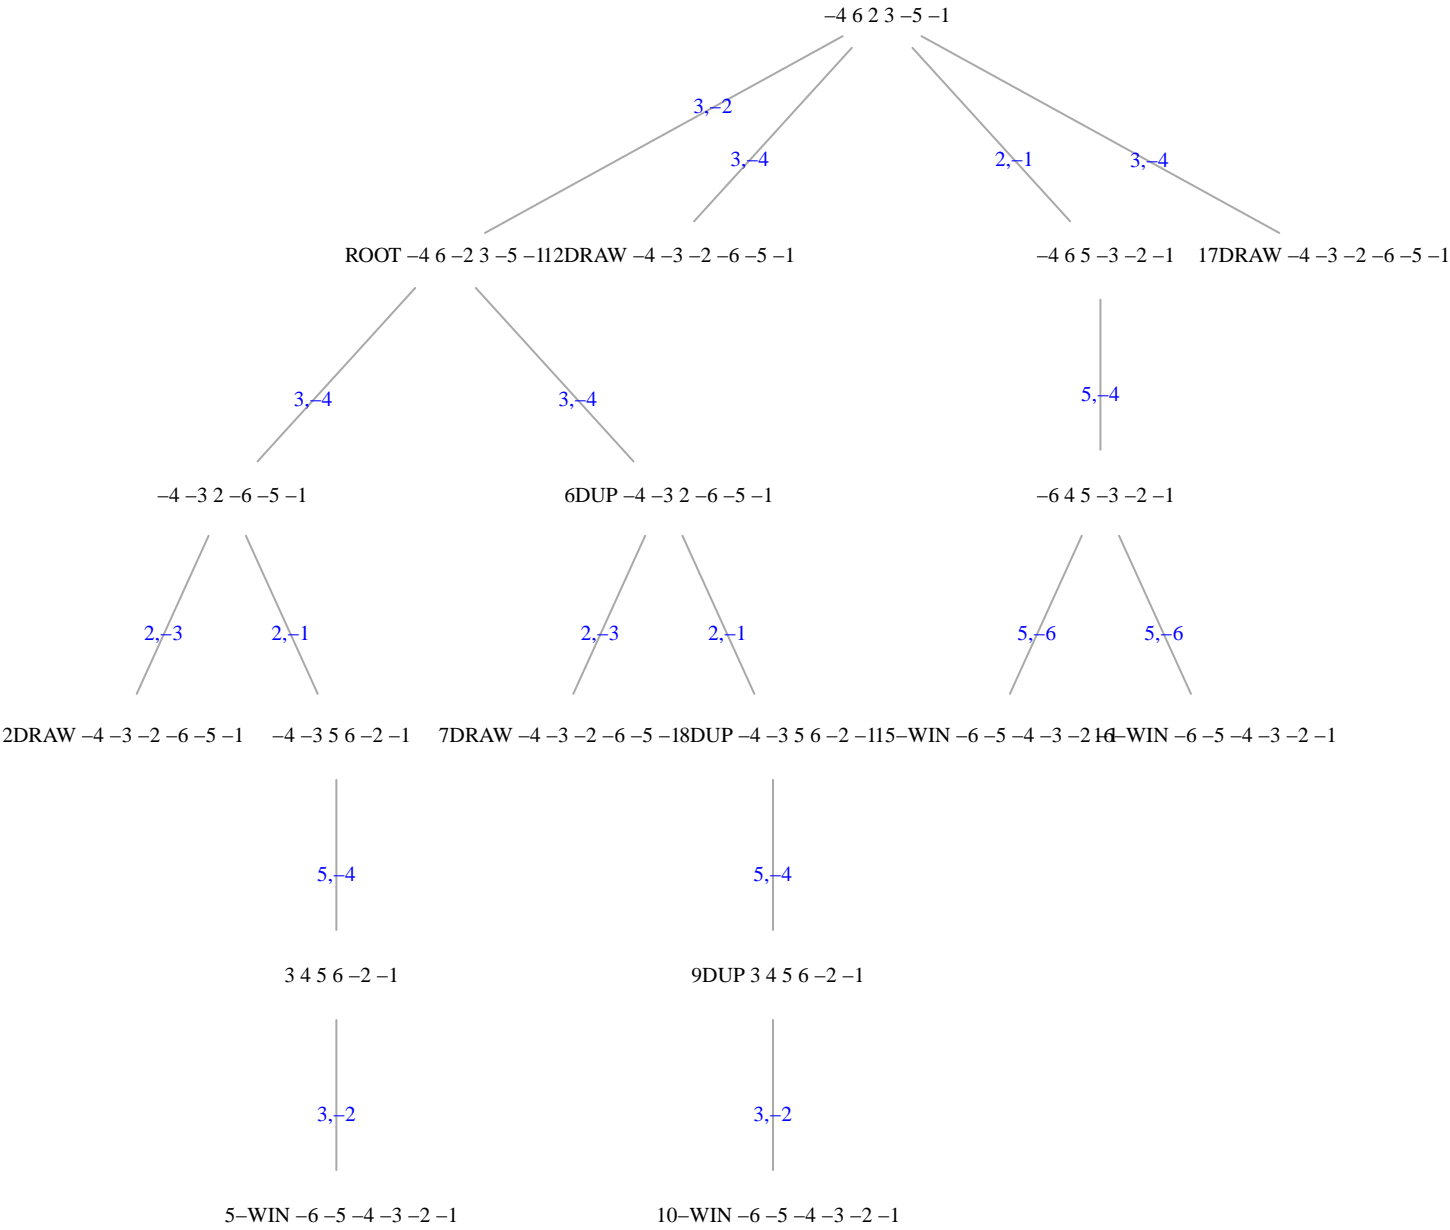 –4 6 2 3 –5 –1
3,–2
3,–4
2,–1
3,–4
ROOT –4 6 –2 3 –5 –1
12DRAW –4 –3 –2 –6 –5 –1
–4 6 5 –3 –2 –1
17DRAW –4 –3 –2 –6 –5 –1
3,–4
3,–4
5,–4
–4 –3 2 –6 –5 –1
6DUP –4 –3 2 –6 –5 –1
–6 4 5 –3 –2 –1
2,–3
2,–1
2,–3
2,–1
5,–6
5,–6
2DRAW –4 –3 –2 –6 –5 –1
–4 –3 5 6 –2 –1
7DRAW –4 –3 –2 –6 –5 –1
8DUP –4 –3 5 6 –2 –1
15–WIN –6 –5 –4 –3 –2 –1
16–WIN –6 –5 –4 –3 –2 –1
5,–4
5,–4
3 4 5 6 –2 –1
9DUP 3 4 5 6 –2 –1
3,–2
3,–2
5–WIN –6 –5 –4 –3 –2 –1
10–WIN –6 –5 –4 –3 –2 –1